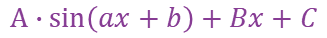 A · sin(ax + b) + Bx + C